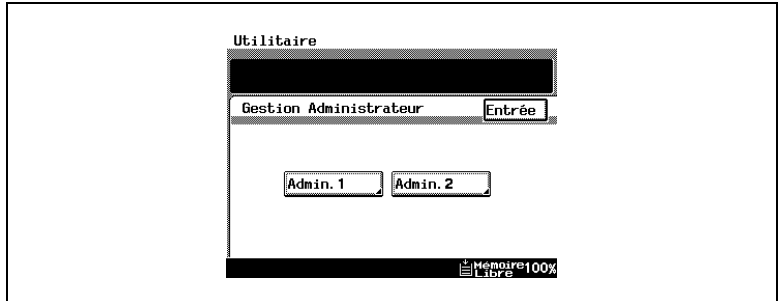 Utilitaire
Gestion Administrateur
Entrée
Admin. 1
Admin. 2
Mémoire
Libre 100%